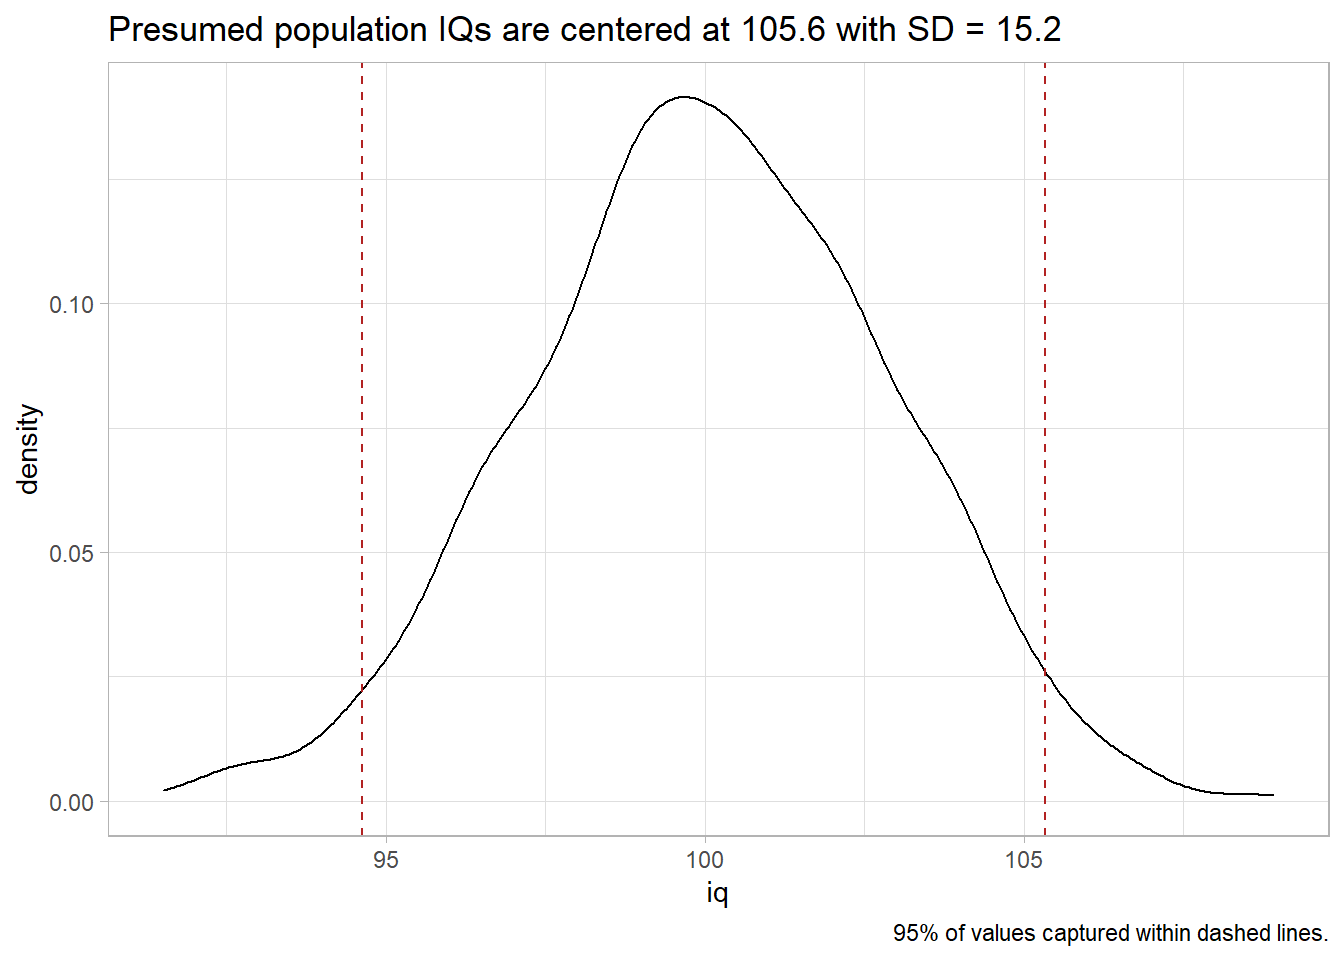 Presumed population IQs are centered at 105.6 with SD = 15.2
density
0.10
0.05
0.00
95 100 105
iq
95% of values captured within dashed lines.